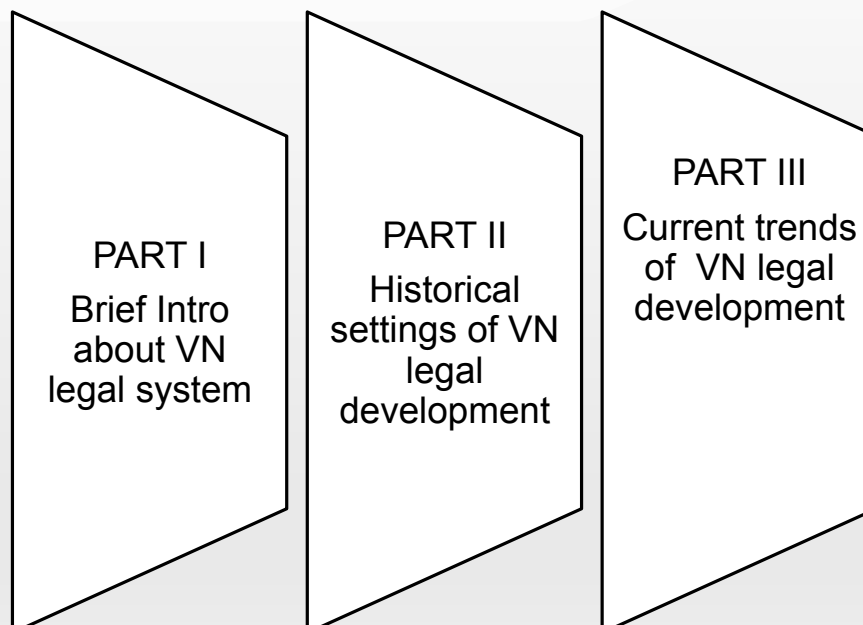 PART I
Brief Intro
about VN
legal system
PART II
Historical
settings of VN
legal
development
PART III
Current trends
of VN legal
development